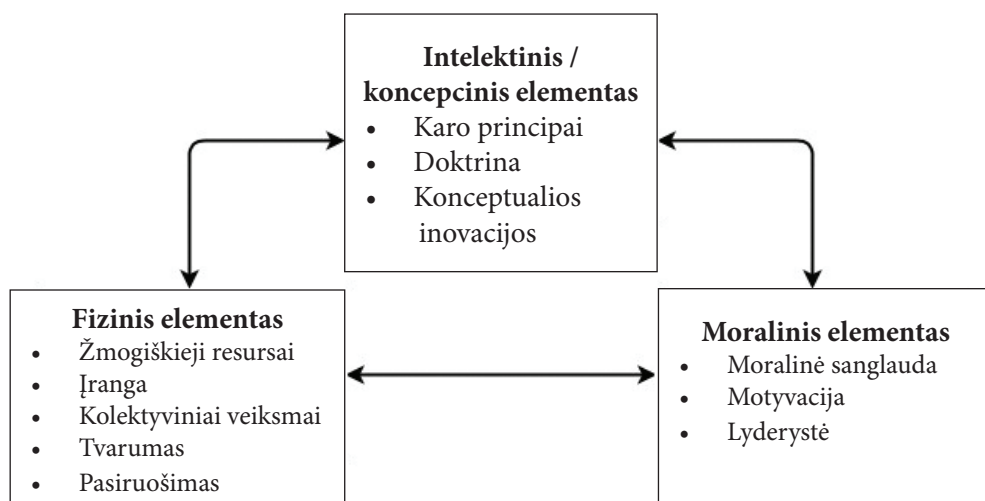 Intelektinis /
koncepcinis elementas
• Karo principai
• Doktrina
• Konceptualios
inovacijos
Fizinis elementas
• Žmogiškieji resursai
• Įranga
• Kolektyviniai veiksmai
• Tvarumas
• Pasiruošimas
Moralinis elementas
• Moralinė sanglauda
• Motyvacija
• Lyderystė